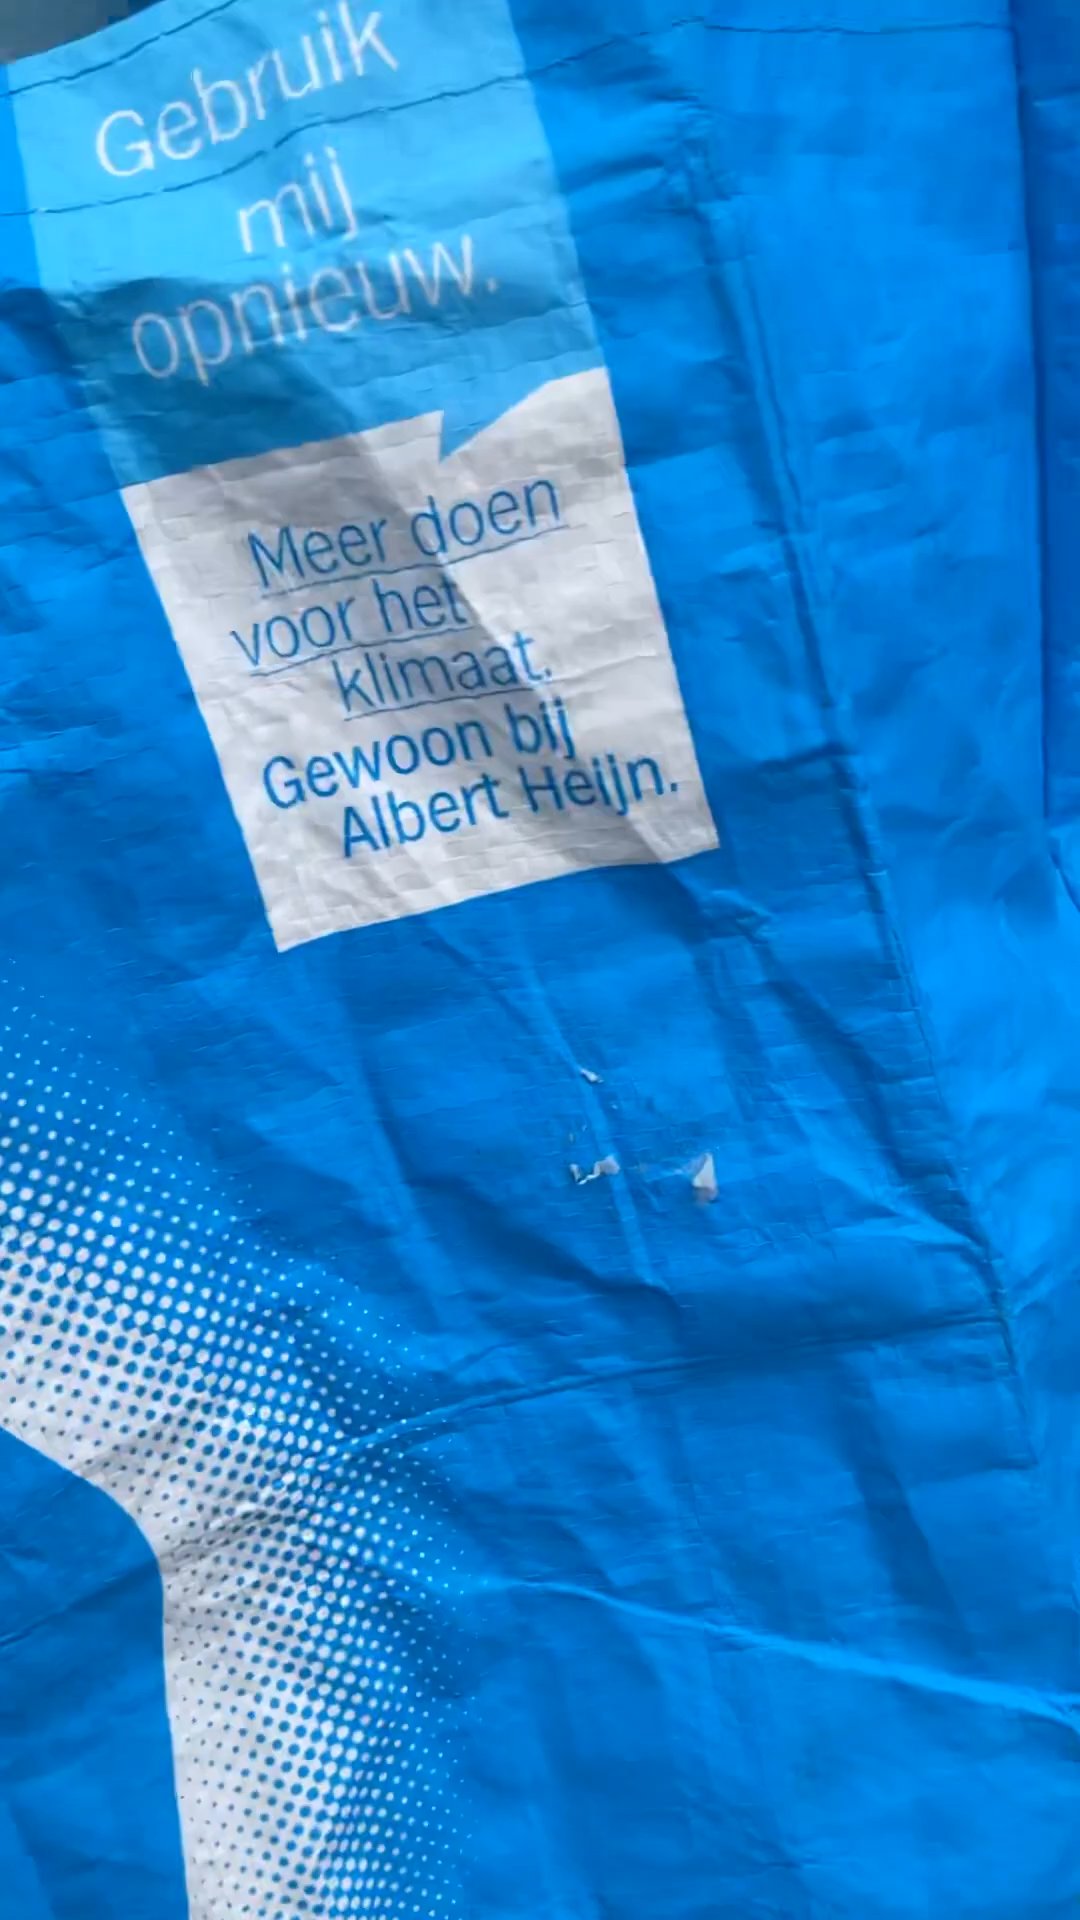 Gebruik
mij
opnieuw.
Meer doen
voor het
klimaat.
Gewoon bij
Albert Heijn.